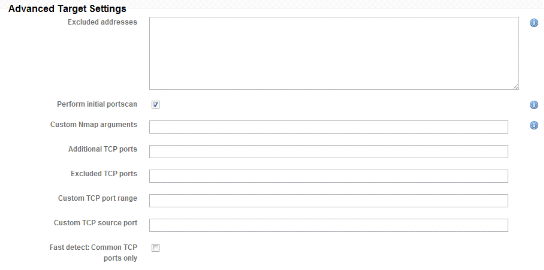 Advanced Target Settings
Excluded addresses
Perform initial portscan
Custom Nmap arguments
Additional TCP ports
Excluded TCP ports
Custom TCP port range
Custom TCP source port
Fast detect: Common TCP
ports only